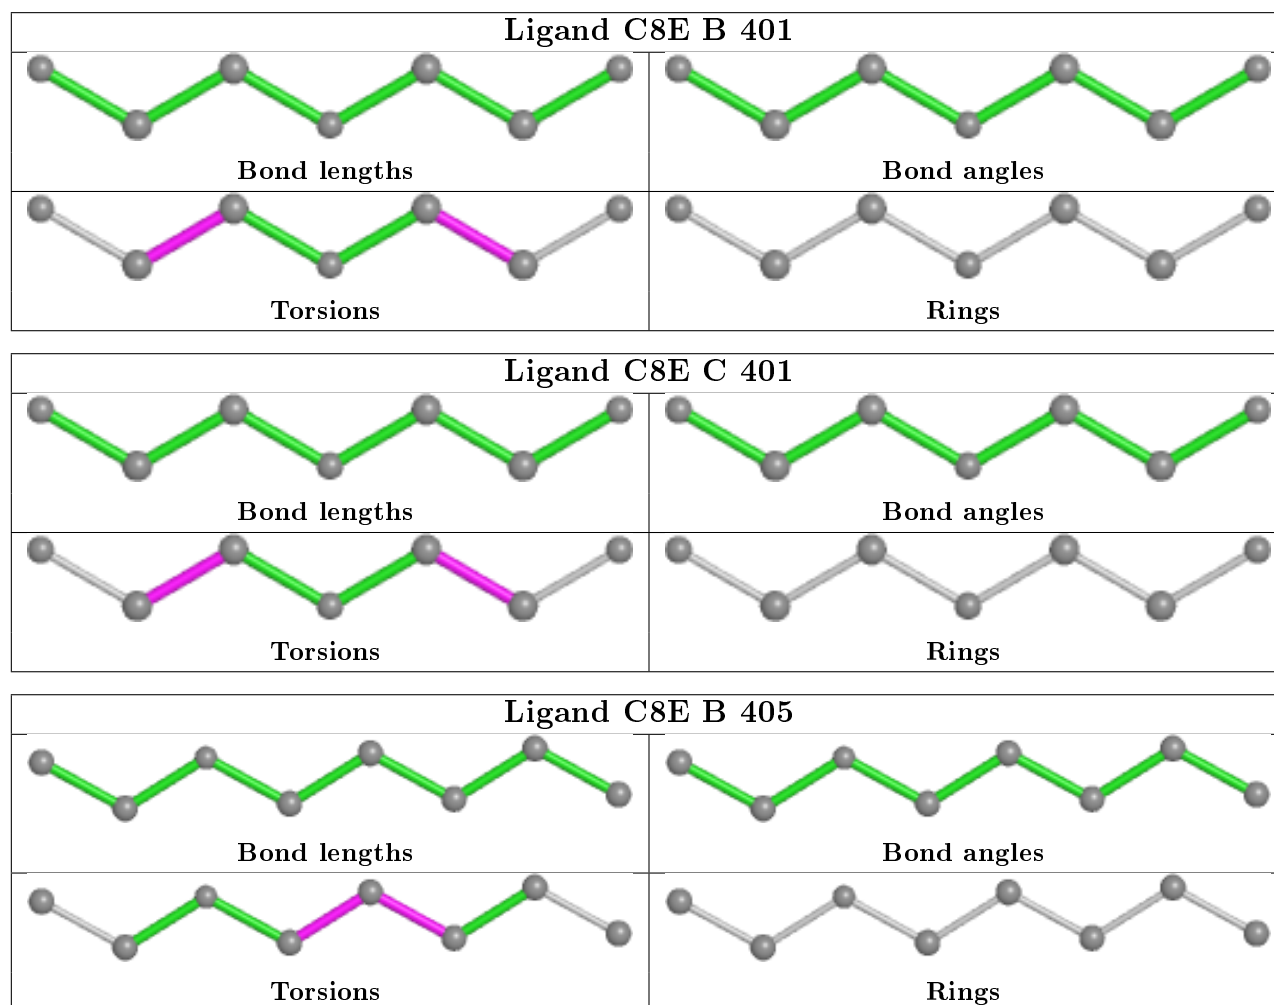 Ligand C8E B 401
Bond lengths
Bond angles
Torsions
Rings
Ligand C8E C 401
Bond lengths
Bond angles
Torsions
Rings
Ligand C8E B 405
Bond lengths
Bond angles
Torsions
Rings